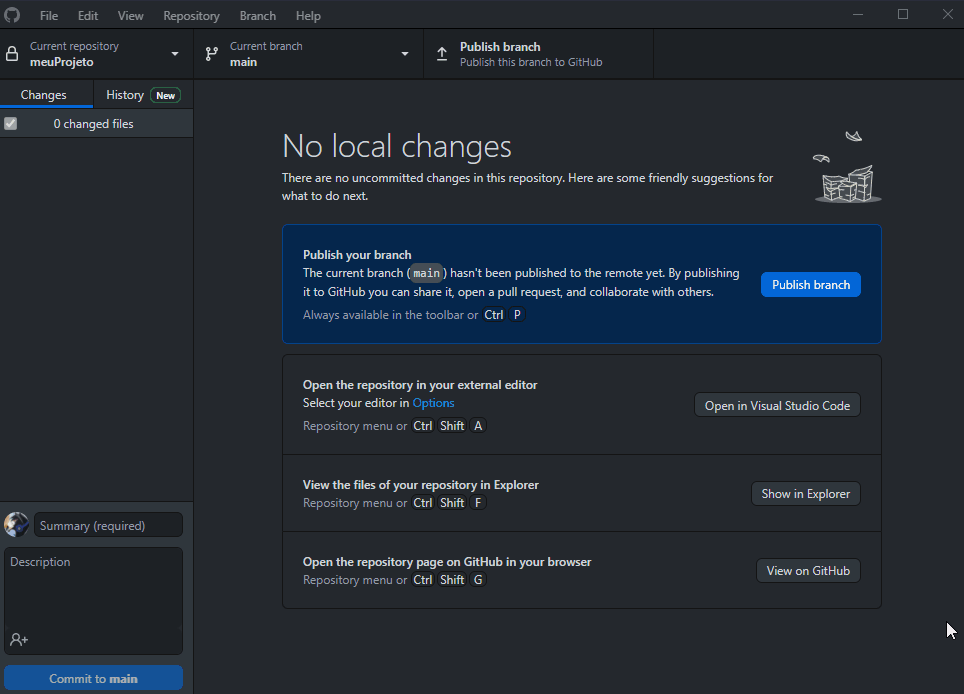 File Edit View Repository Branch Help
Current repository
meuProjeto
Current branch
main
Publish branch
Publish this branch to GitHub
Changes
History New
0 changed files
No local changes
There are no uncommitted changes in this repository. Here are some friendly suggestions for
what to do next.
Publish your branch
The current branch (main) hasn't been published to the remote yet. By publishing
it to GitHub you can share it, open a pull request, and collaborate with others.
Always available in the toolbar or Ctrl P
Publish branch
Open the repository in your external editor
Select your editor in Options
Repository menu or Ctrl Shift A
Open in Visual Studio Code
View the files of your repository in Explorer
Repository menu or Ctrl Shift F
Show in Explorer
Open the repository page on GitHub in your browser
Repository menu or Ctrl Shift G
View on GitHub
Summary (required)
Description
Commit to main